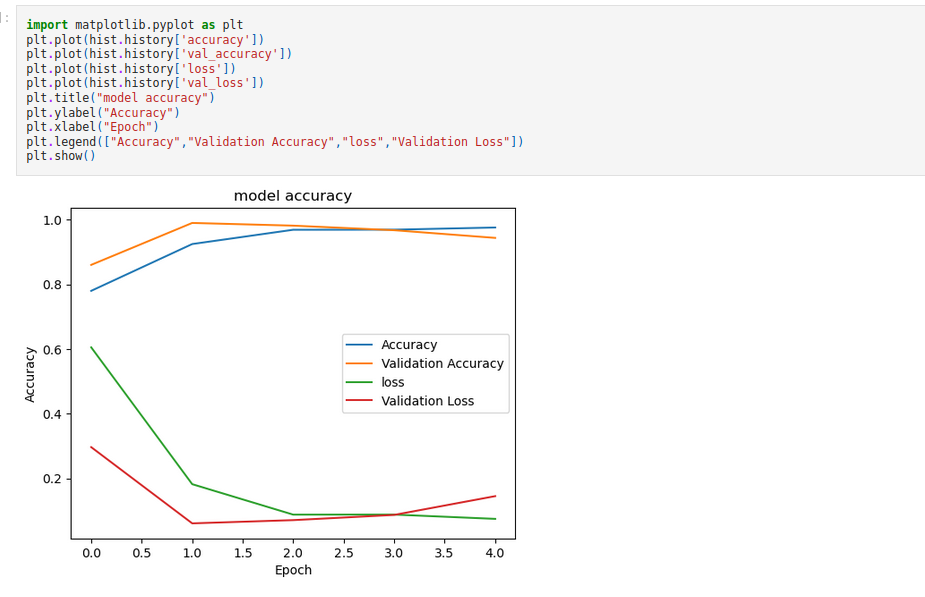 ]:
import matplotlib.pyplot as plt
plt.plot(hist.history['accuracy'])
plt.plot(hist.history['val_accuracy'])
plt.plot(hist.history['loss'])
plt.plot(hist.history['val_loss'])
plt.title("model accuracy")
plt.ylabel("Accuracy")
plt.xlabel("Epoch")
plt.legend(["Accuracy","Validation Accuracy","loss","Validation Loss"])
plt.show()
model accuracy
1.0
0.8
0.6
0.4
0.2
Accuracy
Accuracy
Validation Accuracy
loss
Validation Loss
0.0 0.5 1.0 1.5 2.0 2.5 3.0 3.5 4.0
Epoch